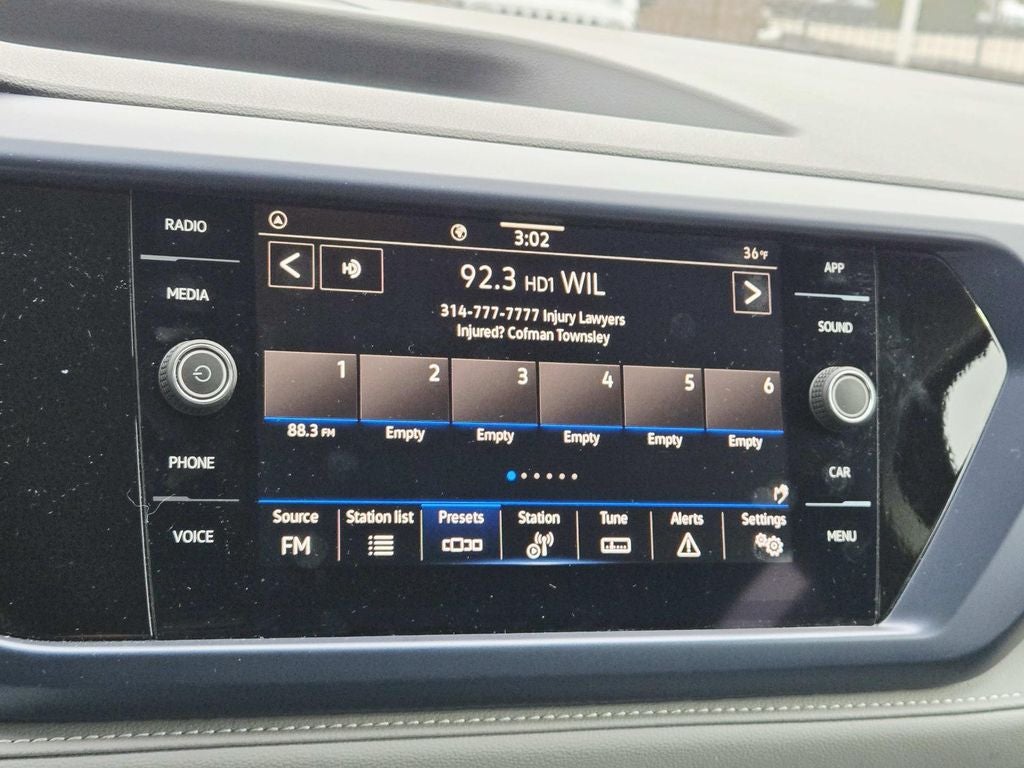 RADIO
MEDIA
PHONE
VOICE
3:02
36°F
<
HD
92.3 HD1 WIL
>
314-777-7777 Injury Lawyers
Injured? Cofman Townsley
1 2 3 4 5 6
88.3 FM Empty Empty Empty Empty Empty
Source Station list Presets Station Tune Alerts Settings
FM
APP
SOUND
CAR
MENU